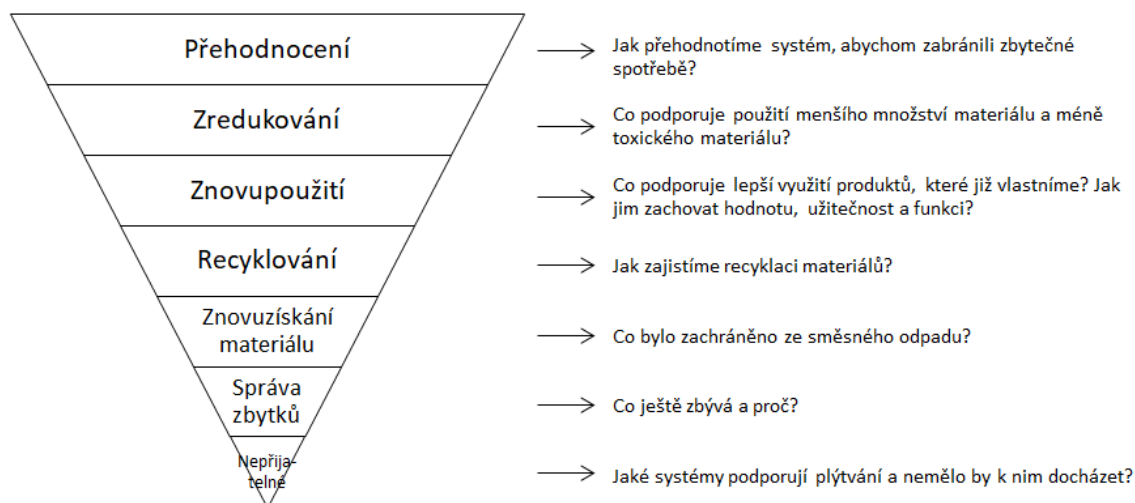 Přehodnocení
Jak přehodnotíme systém, abychom zabránili zbytečné
spotřebě?
Zredukování
Co podporuje použití menšího množství materiálu a méně
toxického materiálu?
Znovupoužití
Co podporuje lepší využití produktů, které již vlastníme? Jak
jim zachovat hodnotu, užitečnost a funkci?
Recyklování
Jak zajistíme recyklaci materiálů?
Znovuzískání
materiálu
Co bylo zachráněno ze směsného odpadu?
Správa
zbytků
Co ještě zbývá a proč?
Nepřija-
telné
Jaké systémy podporují plýtvání a nemělo by k nim docházet?